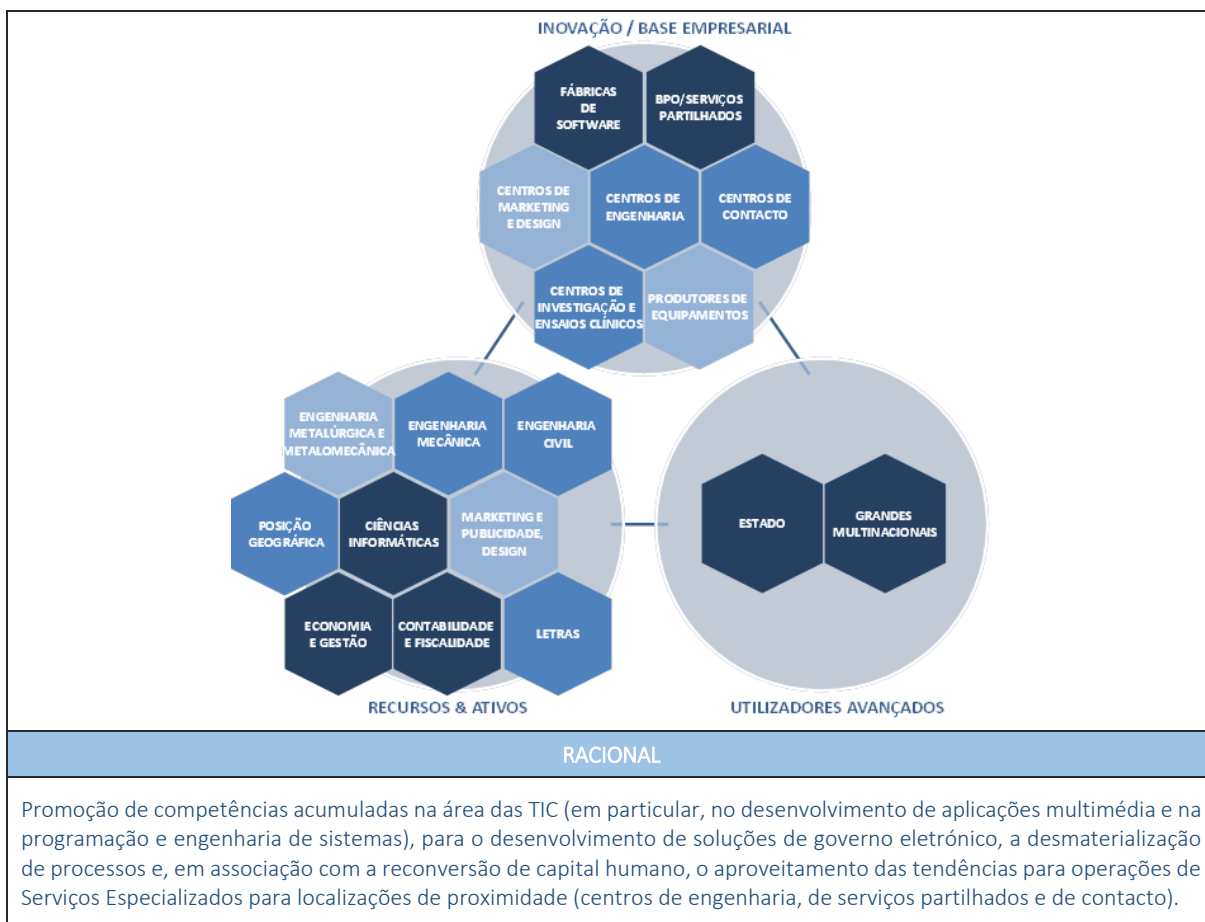 INOVAÇÃO / BASE EMPRESARIAL
FÁBRICAS
DE
SOFTWARE
BPO/SERVIÇOS
PARTILHADOS
CENTROS DE
MARKETING
E DESIGN
CENTROS DE
ENGENHARIA
CENTROS DE
CONTACTO
CENTROS DE
INVESTIGAÇÃO E
ENSAIOS CLÍNICOS
PRODUTORES DE
EQUIPAMENTOS
ENGENHARIA
METALÚRGICA E
METALOMECÂNICA
ENGENHARIA
MECÂNICA
ENGENHARIA
CIVIL
POSIÇÃO
GEOGRÁFICA
CIÊNCIAS
INFORMÁTICAS
MARKETING E
PUBLICIDADE,
DESIGN
ECONOMIA
E GESTÃO
CONTABILIDADE
E FISCALIDADE
LETRAS
RECURSOS & ATIVOS
ESTADO
GRANDES
MULTINACIONAIS
UTILIZADORES AVANÇADOS
RACIONAL
Promoção de competências acumuladas na área das TIC (em particular, no desenvolvimento de aplicações multimédia e na
programação e engenharia de sistemas), para o desenvolvimento de soluções de governo eletrónico, a desmaterialização
de processos e, em associação com a reconversão de capital humano, o aproveitamento das tendências para operações de
Serviços Especializados para localizações de proximidade (centros de engenharia, de serviços partilhados e de contacto).